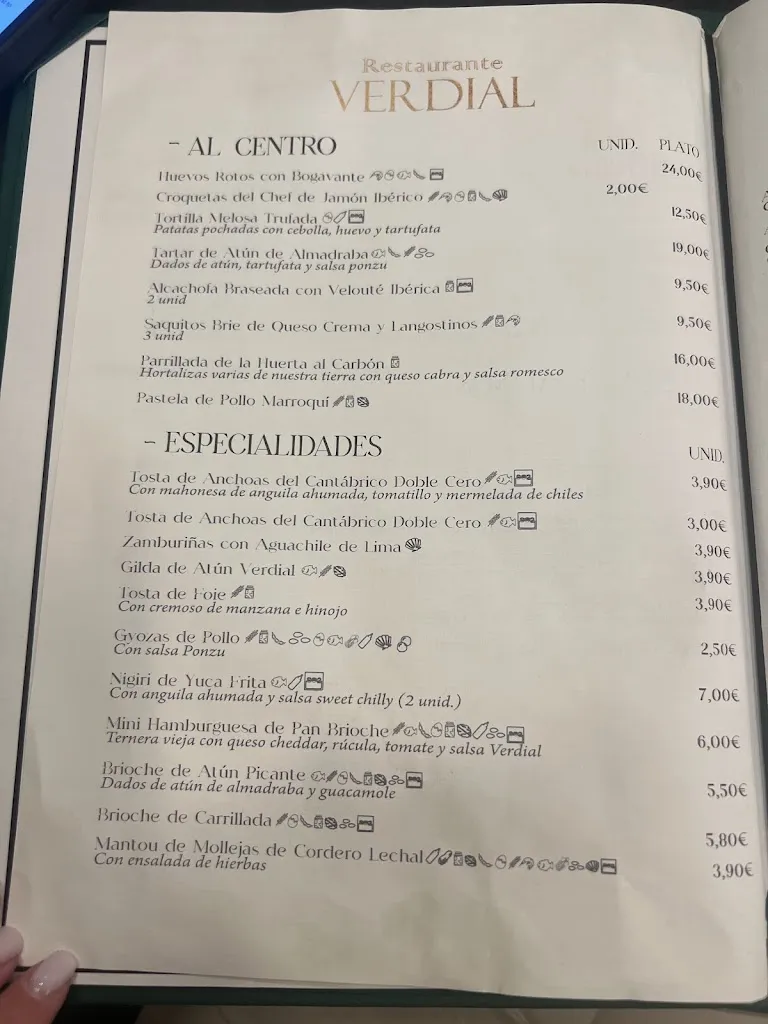 Restaurante
VERDIAL
- AL CENTRO UNID. PLATO
Huevos Rotos con Bogavante 24,00€
Croquetas del Chef de Jamón Ibérico 2,00€
Tortilla Melosa Trufada 12,50€
Patatas pochadas con cebolla, huevo y tartufata
Tartar de Atún de Almadraba 19,00€
Dados de atún, tartufata y salsa ponzu
Alcachofa Braseada con Velouté Ibérica 9,50€
2 unid
Saquitos Brie de Queso Crema y Langostinos 9,50€
3 unid
Parrillada de la Huerta al Carbón 16,00€
Hortalizas varias de nuestra tierra con queso cabra y salsa romesco
Pastela de Pollo Marroquí 18,00€
- ESPECIALIDADES UNID.
Tosta de Anchoas del Cantábrico Doble Cero 3,90€
Con mahonesa de anguila ahumada, tomatillo y mermelada de chiles
Tosta de Anchoas del Cantábrico Doble Cero 3,00€
Zamburiñas con Aguachile de Lima 3,90€
Gilda de Atún Verdial 3,90€
Tosta de Foie 3,90€
Con cremoso de manzana e hinojo
Gyozas de Pollo 2,50€
Con salsa Ponzu
Nigiri de Yuca Frita 7,00€
Con anguila ahumada y salsa sweet chilly (2 unid.)
Mini Hamburguesa de Pan Brioche 6,00€
Ternera vieja con queso cheddar, rúcula, tomate y salsa Verdial
Brioche de Atún Picante 5,50€
Dados de atún de almadraba y guacamole
Brioche de Carrillada 5,80€
Mantou de Mollejas de Cordero Lechal 3,90€
Con ensalada de hierbas